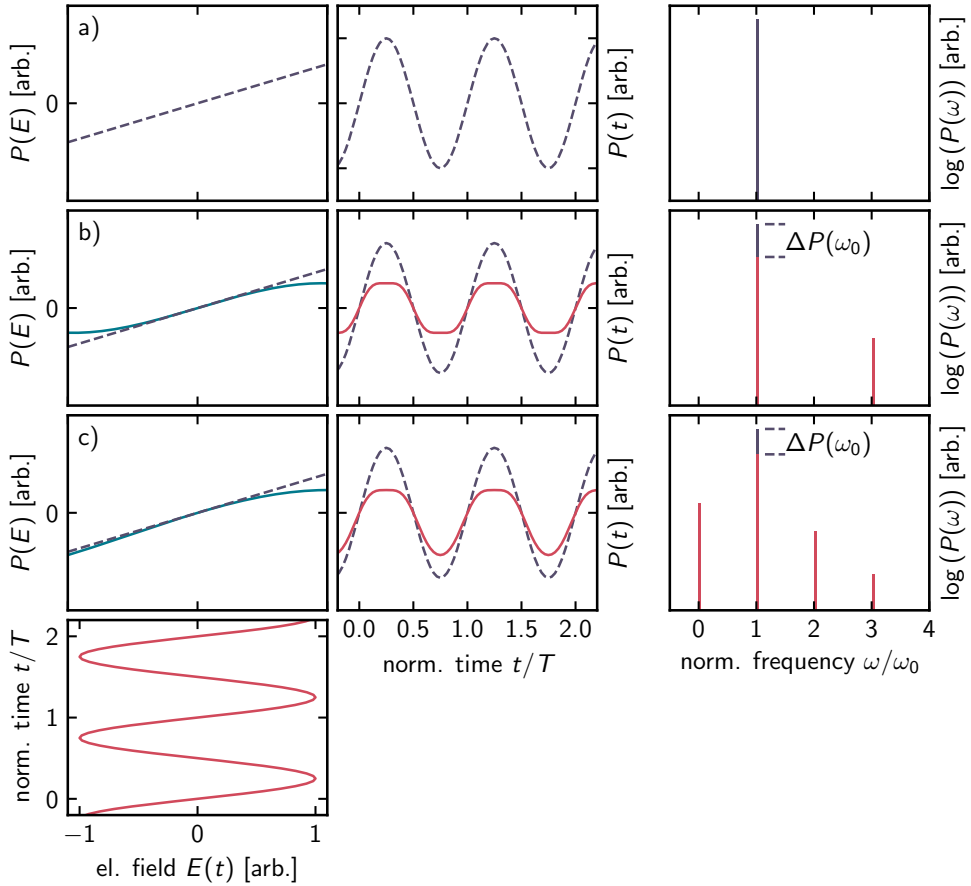 a)
P(E) [arb.]
0
P(t) [arb.]
log (P(ω)) [arb.]
b)
P(E) [arb.]
0
P(t) [arb.]
ΔP(ω₀)
log (P(ω)) [arb.]
c)
P(E) [arb.]
0
P(t) [arb.]
ΔP(ω₀)
log (P(ω)) [arb.]
0.0 0.5 1.0 1.5 2.0
norm. time t/T
0 1 2 3 4
norm. frequency ω/ω₀
norm. time t/T
2
1
0
−1 0 1
el. field E(t) [arb.]